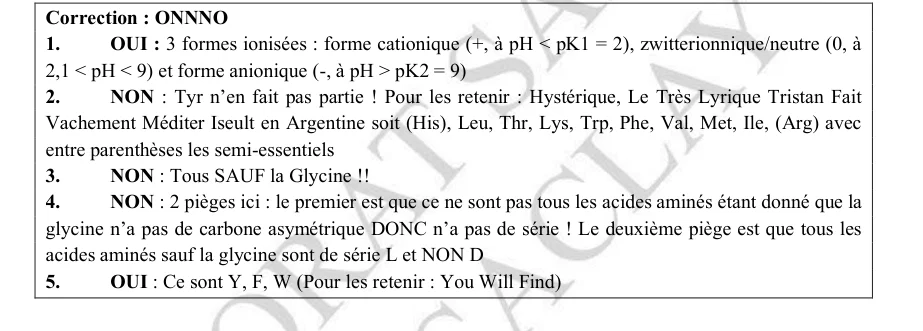 Correction : ONNNO
1. OUI : 3 formes ionisées : forme cationique (+, à pH < pK1 = 2), zwitterionnique/neutre (0, à
2,1 < pH < 9) et forme anionique (-, à pH > pK2 = 9)
2. NON : Tyr n'en fait pas partie ! Pour les retenir : Hystérique, Le Très Lyrique Tristan Fait
Vachement Méditer Iseult en Argentine soit (His), Leu, Thr, Lys, Trp, Phe, Val, Met, Ile, (Arg) avec
entre parenthèses les semi-essentiels
3. NON : Tous SAUF la Glycine !!
4. NON : 2 pièges ici : le premier est que ce ne sont pas tous les acides aminés étant donné que la
glycine n'a pas de carbone asymétrique DONC n'a pas de série ! Le deuxième piège est que tous les
acides aminés sauf la glycine sont de série L et NON D
5. OUI : Ce sont Y, F, W (Pour les retenir : You Will Find)